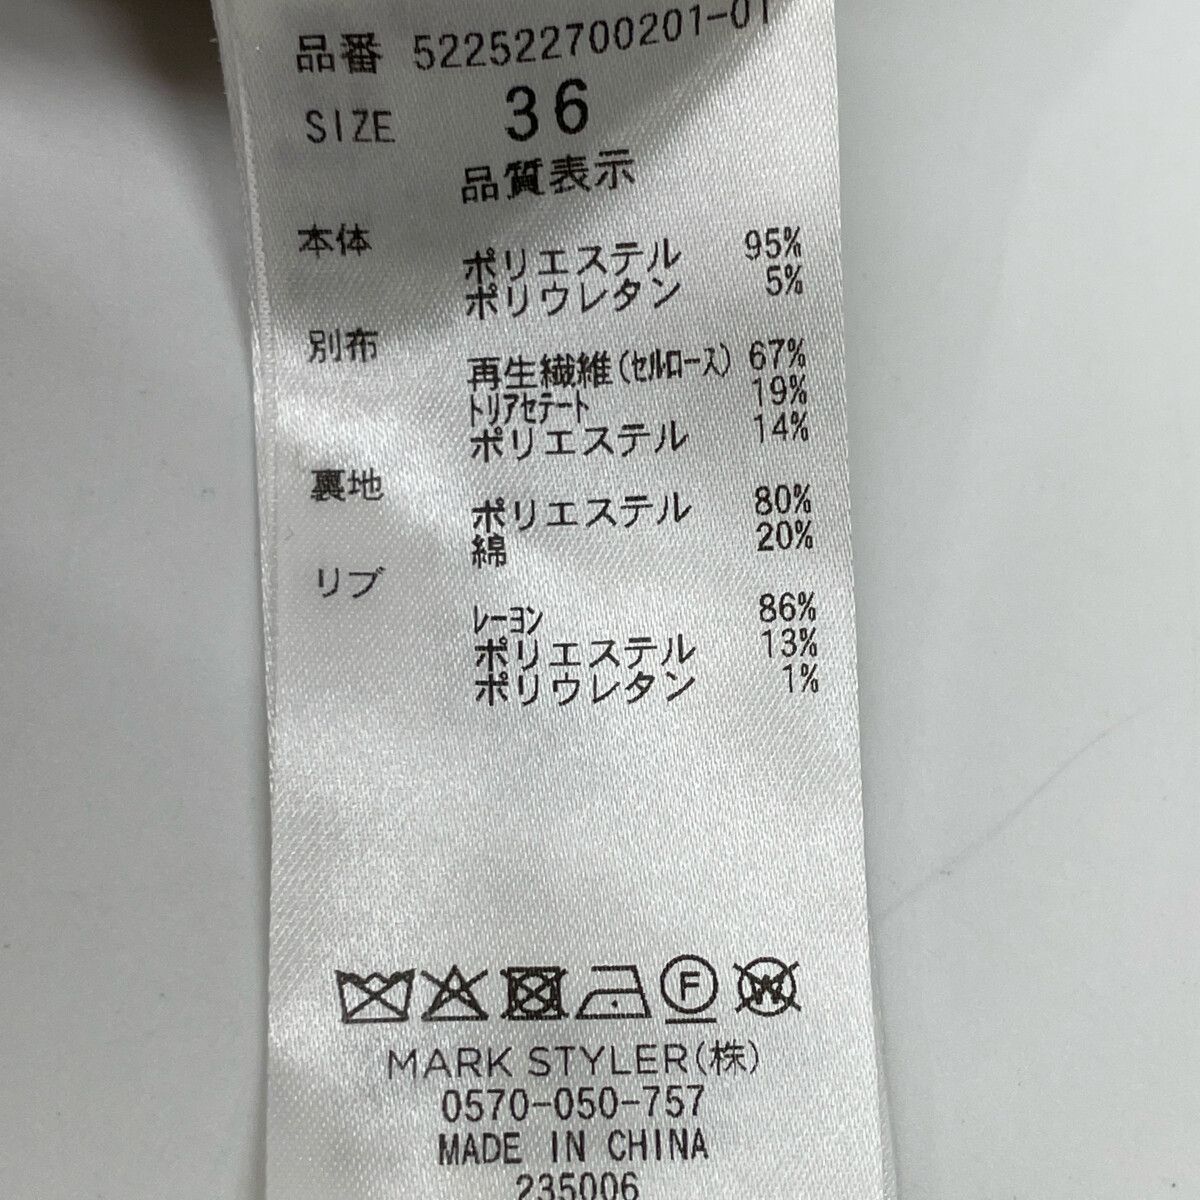 品番 522522700201-01
SIZE 36
品質表示
本体 ポリエステル 95%
ポリウレタン 5%
別布 再生繊維(セルロース) 67%
トリアセテート 19%
ポリエステル 14%
裏地 ポリエステル 80%
綿 20%
リブ レーヨン 86%
ポリエステル 13%
ポリウレタン 1%
F W
MARK STYLER(株)
0570-050-757
MADE IN CHINA
235006